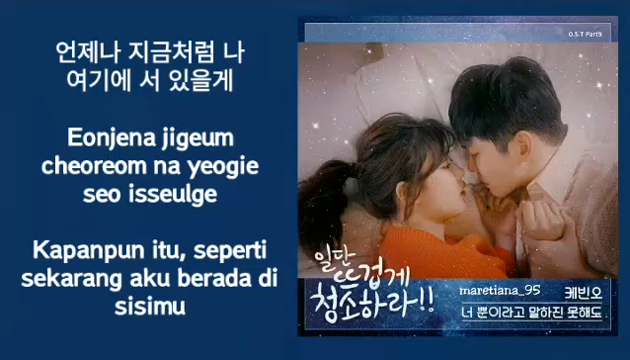 언제나 지금처럼 나
여기에 서 있을게
Eonjena jigeum
cheoreom na yeogie
seo isseulge
Kapanpun itu, seperti
sekarang aku berada di
sisimu
O.S.T Part9
일단
뜨겁게
청소하라!!
maretiana_95
케빈오
너 뿐이라고 말하진 못해도